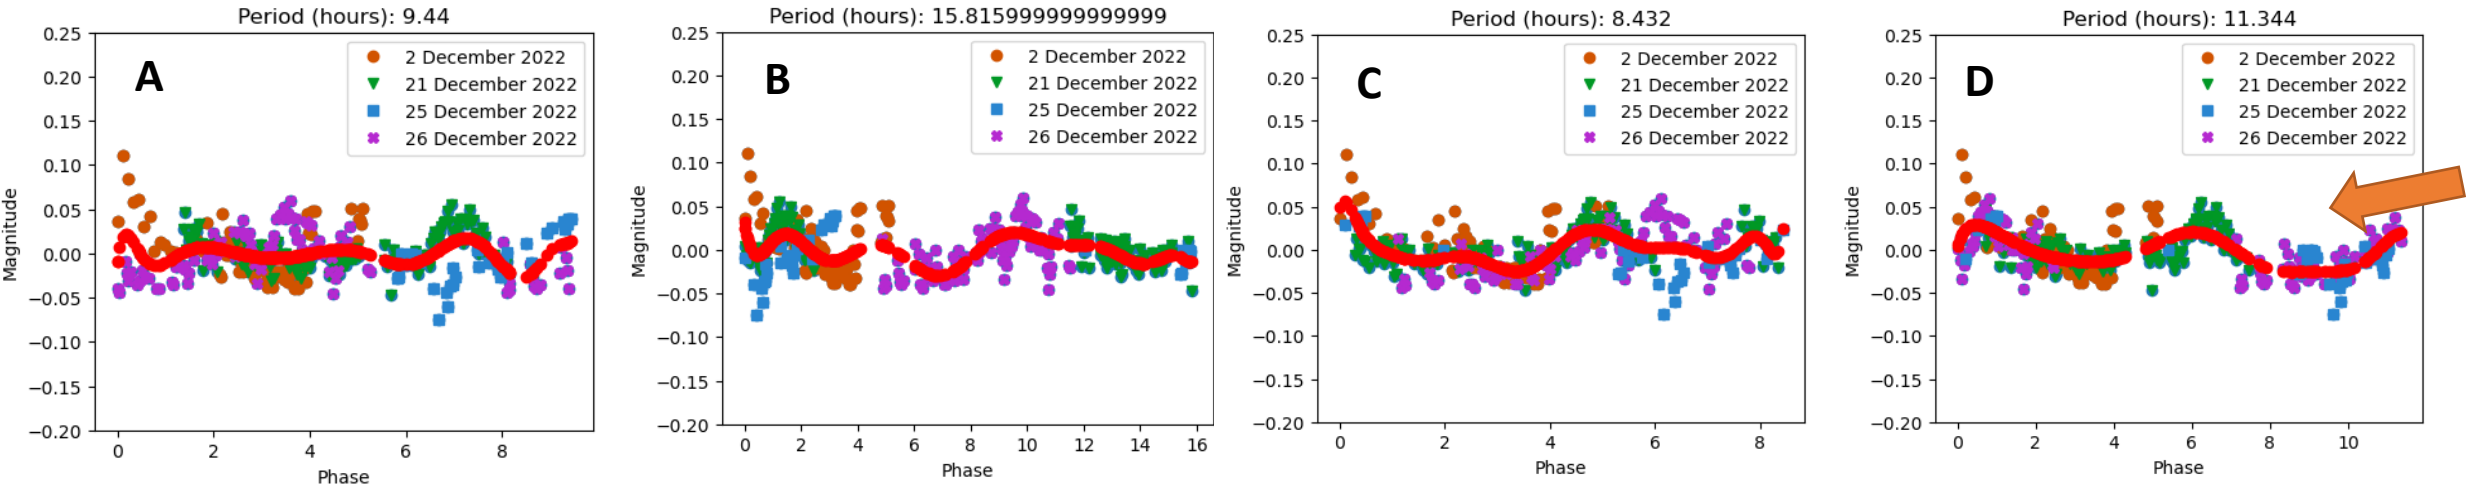 Period (hours): 9.44
A
2 December 2022
21 December 2022
25 December 2022
26 December 2022
0.25
0.20
0.15
0.10
0.05
0.00
−0.05
−0.10
−0.15
−0.20
Magnitude
0 2 4 6 8
Phase
Period (hours): 15.815999999999999
B
2 December 2022
21 December 2022
25 December 2022
26 December 2022
0.25
0.20
0.15
0.10
0.05
0.00
−0.05
−0.10
−0.15
−0.20
Magnitude
0 2 4 6 8 10 12 14 16
Phase
Period (hours): 8.432
C
2 December 2022
21 December 2022
25 December 2022
26 December 2022
0.25
0.20
0.15
0.10
0.05
0.00
−0.05
−0.10
−0.15
−0.20
Magnitude
0 2 4 6 8
Phase
Period (hours): 11.344
D
2 December 2022
21 December 2022
25 December 2022
26 December 2022
0.25
0.20
0.15
0.10
0.05
0.00
−0.05
−0.10
−0.15
−0.20
Magnitude
0 2 4 6 8 10
Phase